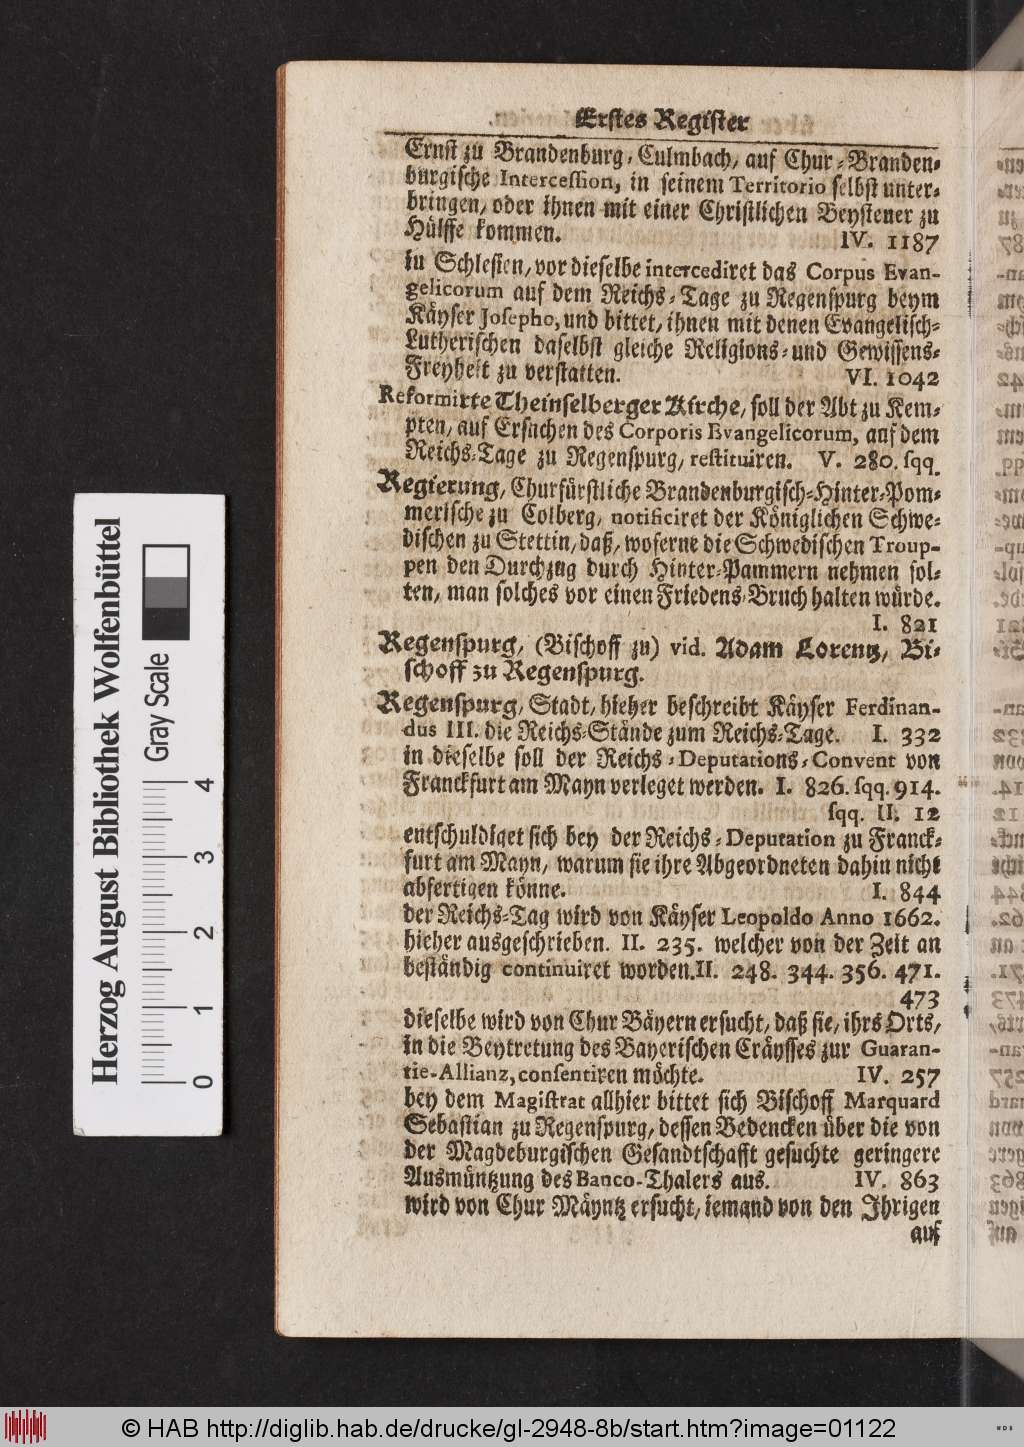 Erstes Register
Ernst zu Brandenburg-Culmbach, auf Chur-Branden-
burgische Intercession, in seinem Territorio selbst unter-
bringen, oder ihnen mit einer Christlichen Beysteuer zu
Hülffe kommen. IV. 1187
in Schlesien, vor dieselbe intercediret das Corpus Evan-
gelicorum auf dem Reichs-Tage zu Regenspurg beym
Käyser Josepho, und bittet, ihnen mit denen Evangelisch-
Lutherischen daselbst gleiche Religions- und Gewissens-
Freyheit zu verstatten. VI. 1042
Reformirte Theinselberger Kirche, soll der Abt zu Kem-
pten, auf Ersuchen des Corporis Evangelicorum, auf dem
Reichs-Tage zu Regenspurg, restituiren. V. 280. sqq.
Regierung, Churfürstliche Brandenburgisch-Hinter-Pom-
merische zu Colberg, notificiret der Königlichen Schwe-
dischen zu Stettin, daß, woferne die Schwedischen Troup-
pen den Durchzug durch Hinter-Pammern nehmen sol-
ten, man solches vor einen Friedens-Bruch halten würde.
I. 821
Regenspurg, (Bischoff zu) vid. Adam Lorentz, Bi-
schoff zu Regenspurg.
Regenspurg, Stadt, hieher beschreibt Käyser Ferdinan-
dus III. die Reichs-Stände zum Reichs-Tage. I. 332
in dieselbe soll der Reichs-Deputations-Convent von
Franckfurt am Mayn verleget werden. I. 826. sqq. 914.
sqq. II. 12
entschuldiget sich bey der Reichs-Deputation zu Franck-
furt am Mayn, warum sie ihre Abgeordneten dahin nicht
abfertigen könne. I. 844
der Reichs-Tag wird von Käyser Leopoldo Anno 1662.
hieher ausgeschrieben. II. 235. welcher von der Zeit an
beständig continuiret worden. II. 248. 344. 356. 471.
473
dieselbe wird von Chur Bäyern ersucht, daß sie, ihrs Orts,
in die Beytretung des Bayerischen Cräysses zur Guaran-
tie-Allianz, consentiren möchte. IV. 257
bey dem Magistrat allhier bittet sich Bischoff Marquard
Sebastian zu Regenspurg, dessen Bedencken über die von
der Magdeburgischen Gesandtschafft gesuchte geringere
Ausmüntzung des Banco-Thalers aus. IV. 863
wird von Chur Mäyntz ersucht, iemand von den Ihrigen
auf
Herzog August Bibliothek Wolfenbüttel
Gray Scale
0 1 2 3 4
© HAB http://diglib.hab.de/drucke/gl-2948-8b/start.htm?image=01122